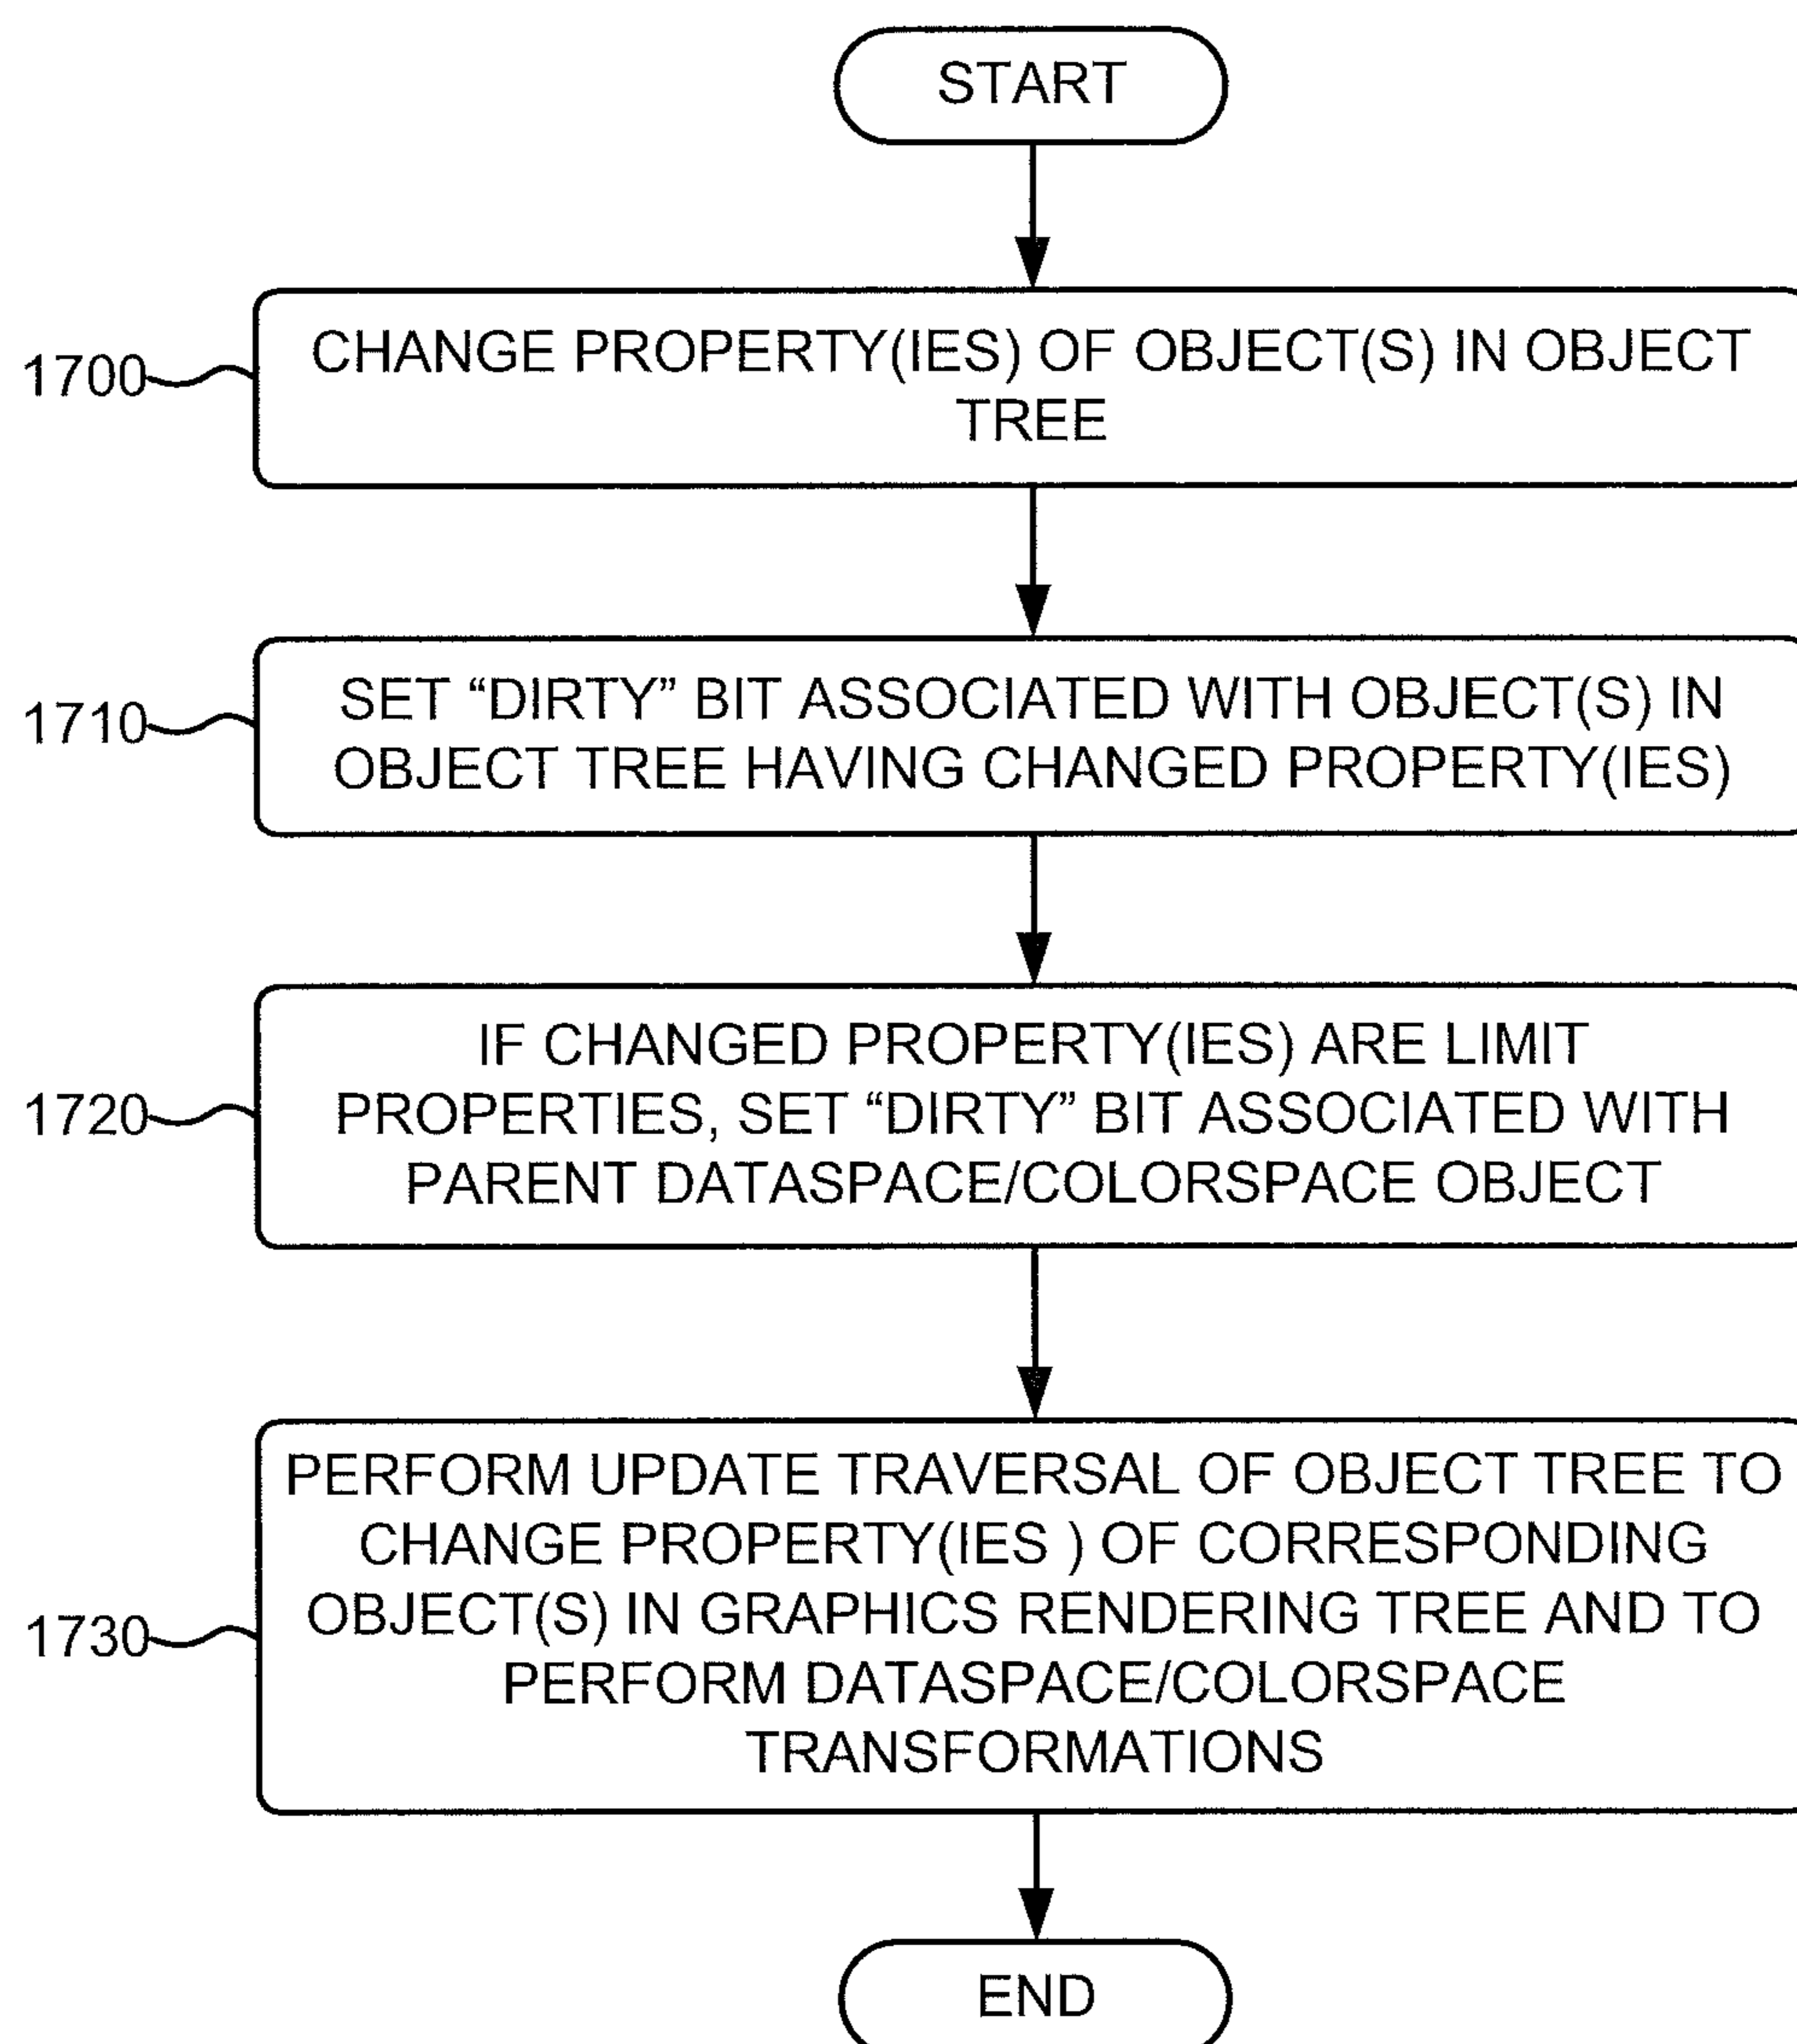 START
1700
CHANGE PROPERTY(IES) OF OBJECT(S) IN OBJECT
TREE
1710
SET “DIRTY” BIT ASSOCIATED WITH OBJECT(S) IN
OBJECT TREE HAVING CHANGED PROPERTY(IES)
1720
IF CHANGED PROPERTY(IES) ARE LIMIT
PROPERTIES, SET “DIRTY” BIT ASSOCIATED WITH
PARENT DATASPACE/COLORSPACE OBJECT
1730
PERFORM UPDATE TRAVERSAL OF OBJECT TREE TO
CHANGE PROPERTY(IES ) OF CORRESPONDING
OBJECT(S) IN GRAPHICS RENDERING TREE AND TO
PERFORM DATASPACE/COLORSPACE
TRANSFORMATIONS
END